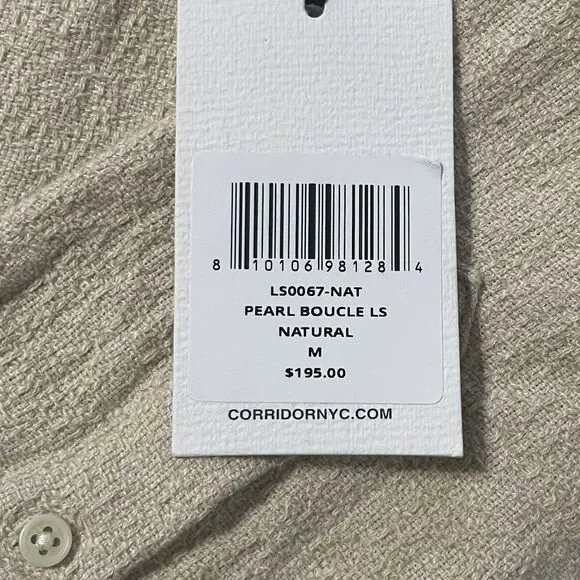 8 10106 98128 4
LS0067-NAT
PEARL BOUCLE LS
NATURAL
M
$195.00
CORRIDORNYC.COM